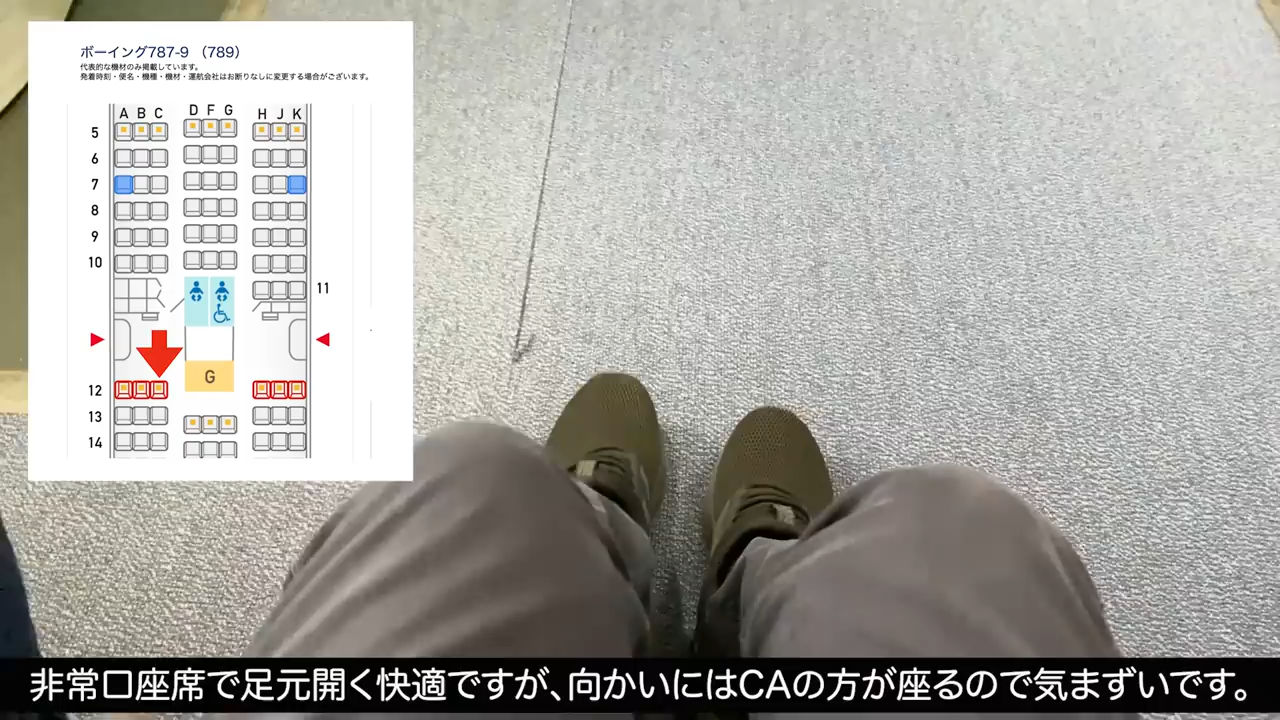 ボーイング787-9 （789）
代表的な機材のみ掲載しています。
発着時刻・便名・機種・機材・運航会社はお断りなしに変更する場合がございます。
A B C D F G H J K
5
6
7
8
9
10
11
G
12
13
14
非常口座席で足元開く快適ですが、向かいにはCAの方が座るので気まずいです。